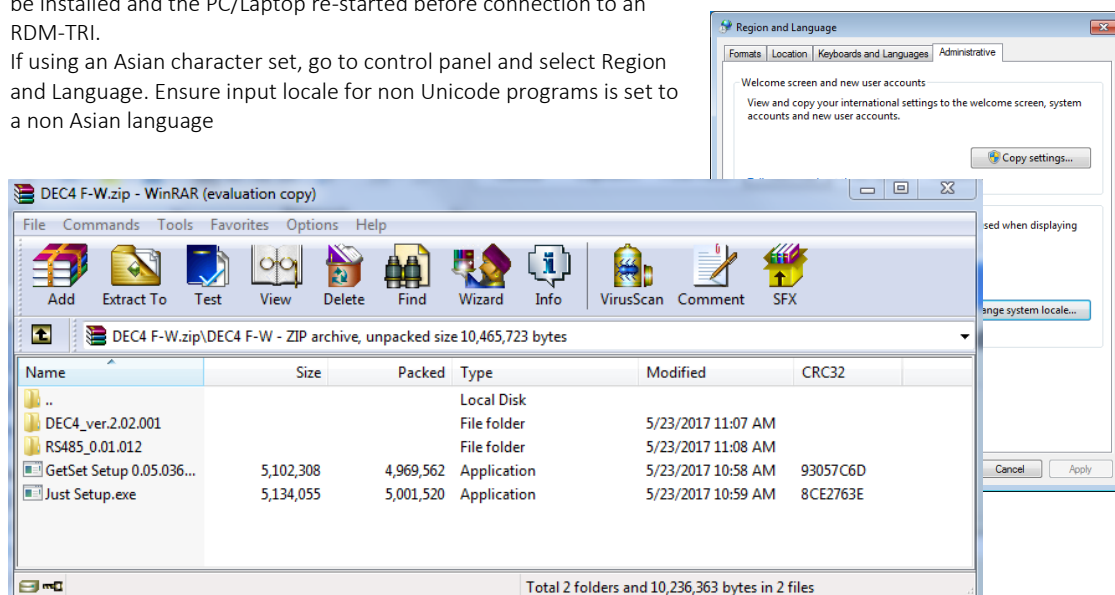 be installed and the PC/Laptop re-started before connection to an
RDM-TRI.
If using an Asian character set, go to control panel and select Region
and Language. Ensure input locale for non Unicode programs is set to
a non Asian language
Region and Language
Formats Location Keyboards and Languages Administrative
Welcome screen and new user accounts
View and copy your international settings to the welcome screen, system
accounts and new user accounts.
Copy settings...
sed when displaying
ange system locale...
Cancel Apply
DEC4 F-W.zip - WinRAR (evaluation copy)
File Commands Tools Favorites Options Help
Add Extract To Test View Delete Find Wizard Info VirusScan Comment SFX
DEC4 F-W.zip\DEC4 F-W - ZIP archive, unpacked size 10,465,723 bytes
Name Size Packed Type Modified CRC32
.. Local Disk
DEC4_ver.2.02.001 File folder 5/23/2017 11:07 AM
RS485_0.01.012 File folder 5/23/2017 11:08 AM
GetSet Setup 0.05.036... 5,102,308 4,969,562 Application 5/23/2017 10:58 AM 93057C6D
Just Setup.exe 5,134,055 5,001,520 Application 5/23/2017 10:59 AM 8CE2763E
Total 2 folders and 10,236,363 bytes in 2 files